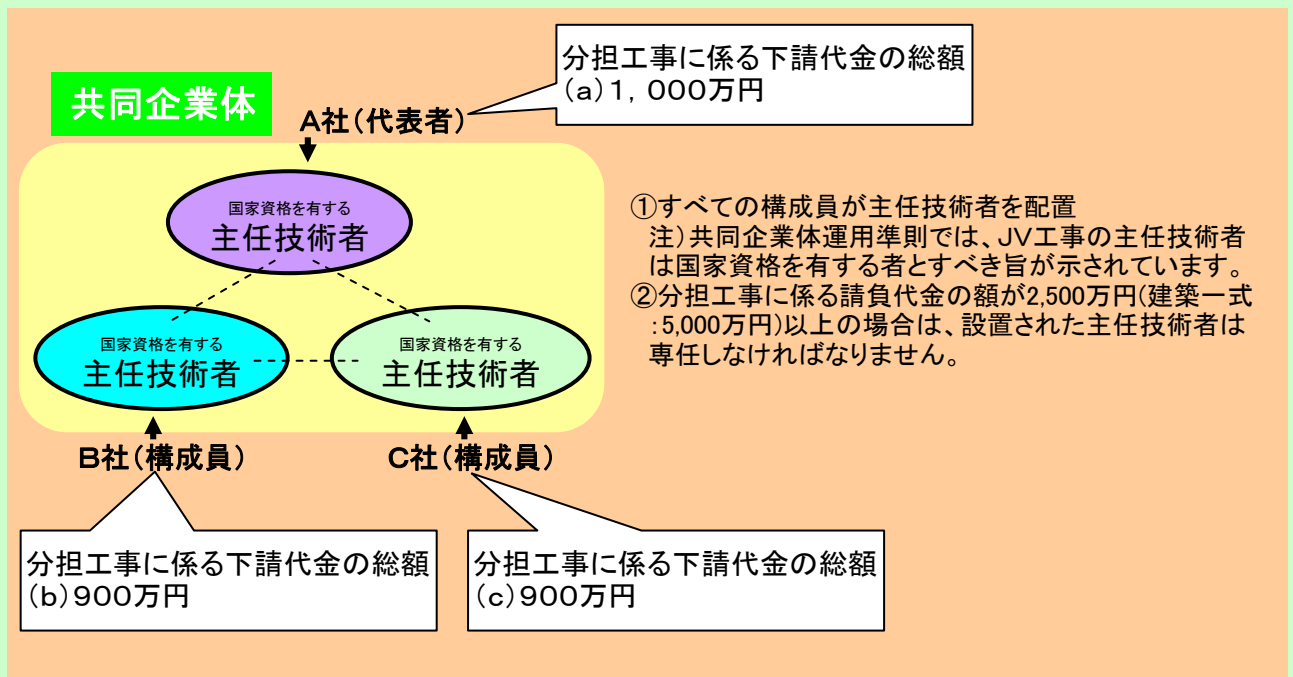 分担工事に係る下請代金の総額
(a)1,000万円
共同企業体
A社(代表者)
国家資格を有する
主任技術者
国家資格を有する
主任技術者
国家資格を有する
主任技術者
B社(構成員)
C社(構成員)
分担工事に係る下請代金の総額
(b)900万円
分担工事に係る下請代金の総額
(c)900万円
①すべての構成員が主任技術者を配置
注)共同企業体運用準則では、JV工事の主任技術者
は国家資格を有する者とすべき旨が示されています。
②分担工事に係る請負代金の額が2,500万円(建築一式
:5,000万円)以上の場合は、設置された主任技術者は
専任しなければなりません。